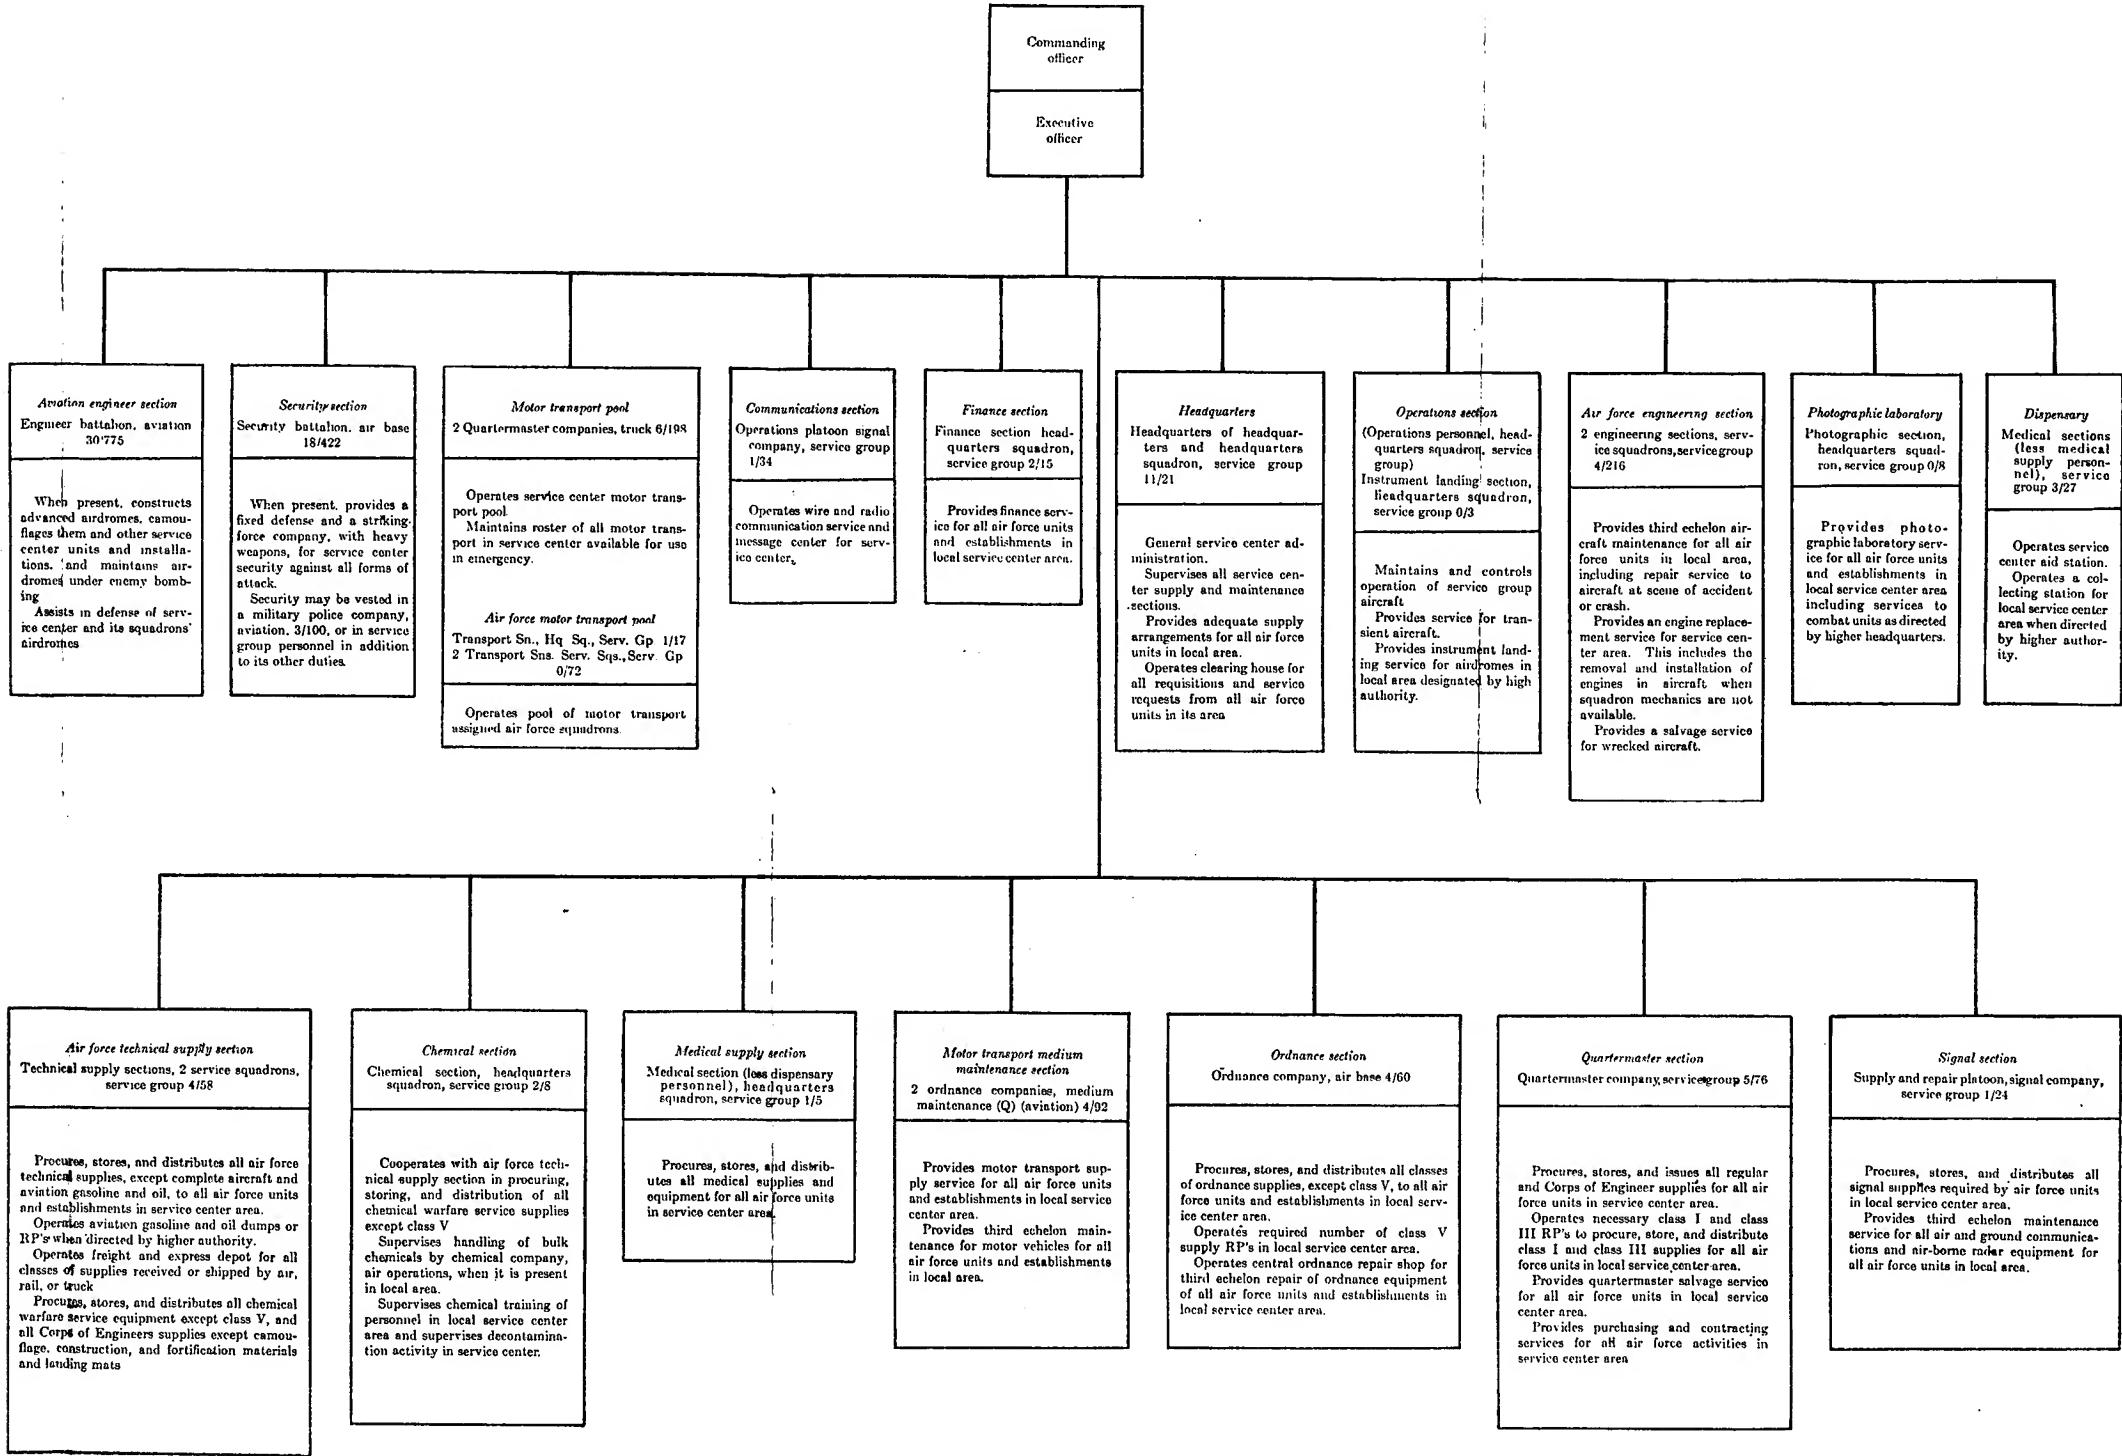 Commanding
officer
Executive
officer
Aviation engineer section
Engineer battalion, aviation
30/775
When present, constructs
advanced airdromes, camou-
flages them and other service
center units and installa-
tions, and maintains air-
dromes under enemy bomb-
ing
Assists in defense of serv-
ice center and its squadrons'
airdromes
Security section
Security battalion, air base
18/422
When present, provides a
fixed defense and a striking-
force company, with heavy
weapons, for service center
security against all forms of
attack.
Security may be vested in
a military police company,
aviation, 3/100, or in service
group personnel in addition
to its other duties.
Motor transport pool
2 Quartermaster companies, truck 6/198
Operates service center motor trans-
port pool.
Maintains roster of all motor trans-
port in service center available for use
in emergency.
Air force motor transport pool
Transport Sn., Hq Sq., Serv. Gp 1/17
2 Transport Sns. Serv. Sqs., Serv. Gp
0/72
Operates pool of motor transport
assigned air force squadrons.
Communications section
Operations platoon signal
company, service group
1/34
Operates wire and radio
communication service and
message center for serv-
ice center.
Finance section
Finance section head-
quarters squadron,
service group 2/15
Provides finance serv-
ice for all air force units
and establishments in
local service center area.
Headquarters
Headquarters of headquar-
ters and headquarters
squadron, service group
11/21
General service center ad-
ministration.
Supervises all service cen-
ter supply and maintenance
sections.
Provides adequate supply
arrangements for all air force
units in local area.
Operates clearing house for
all requisitions and service
requests from all air force
units in its area
Operations section
(Operations personnel, head-
quarters squadron, service
group)
Instrument landing section,
Headquarters squadron,
service group 0/3
Maintains and controls
operation of service group
aircraft
Provides service for tran-
sient aircraft.
Provides instrument land-
ing service for airdromes in
local area designated by high
authority.
Air force engineering section
2 engineering sections, serv-
ice squadrons, service group
4/216
Provides third echelon air-
craft maintenance for all air
force units in local area,
including repair service to
aircraft at scene of accident
or crash.
Provides an engine replace-
ment service for service cen-
ter area. This includes the
removal and installation of
engines in aircraft when
squadron mechanics are not
available.
Provides a salvage service
for wrecked aircraft.
Photographic laboratory
Photographic section,
headquarters squad-
ron, service group 0/8
Provides photo-
graphic laboratory serv-
ice for all air force units
and establishments in
local service center area
including services to
combat units as directed
by higher headquarters.
Dispensary
Medical sections
(less medical
supply person-
nel), service
group 3/27
Operates service
center aid station.
Operates a col-
lecting station for
local service center
area when directed
by higher author-
ity.
Air force technical supply section
Technical supply sections, 2 service squadrons,
service group 4/58
Procures, stores, and distributes all air force
technical supplies, except complete aircraft and
aviation gasoline and oil, to all air force units
and establishments in service center area.
Operates aviation gasoline and oil dumps or
RP's when directed by higher authority.
Operates freight and express depot for all
classes of supplies received or shipped by air,
rail, or truck
Procures, stores, and distributes all chemical
warfare service equipment except class V, and
all Corps of Engineers supplies except camou-
flage, construction, and fortification materials
and landing mats
Chemical section
Chemical section, headquarters
squadron, service group 2/8
Cooperates with air force tech-
nical supply section in procuring,
storing, and distribution of all
chemical warfare service supplies
except class V
Supervises handling of bulk
chemicals by chemical company,
air operations, when it is present
in local area.
Supervises chemical training of
personnel in local service center
area and supervises decontamina-
tion activity in service center.
Medical supply section
Medical section (less dispensary
personnel), headquarters
squadron, service group 1/5
Procures, stores, and distrib-
utes all medical supplies and
equipment for all air force units
in service center area.
Motor transport medium
maintenance section
2 ordnance companies, medium
maintenance (Q) (aviation) 4/92
Provides motor transport sup-
ply service for all air force units
and establishments in local service
center area.
Provides third echelon main-
tenance for motor vehicles for all
air force units and establishments
in local area.
Ordnance section
Ordnance company, air base 4/60
Procures, stores, and distributes all classes
of ordnance supplies, except class V, to all air
force units and establishments in local serv-
ice center area.
Operates required number of class V
supply RP's in local service center area.
Operates central ordnance repair shop for
third echelon repair of ordnance equipment
of all air force units and establishments in
local service center area.
Quartermaster section
Quartermaster company, service group 5/76
Procures, stores, and issues all regular
and Corps of Engineer supplies for all air
force units in service center area.
Operates necessary class I and class
III RP's to procure, store, and distribute
class I and class III supplies for all air
force units in local service center area.
Provides quartermaster salvage service
for all air force units in local service
center area.
Provides purchasing and contracting
services for all air force activities in
service center area
Signal section
Supply and repair platoon, signal company,
service group 1/24
Procures, stores, and distributes all
signal supplies required by air force units
in local service center area.
Provides third echelon maintenance
service for all air and ground communica-
tions and air-borne radar equipment for
all air force units in local area.